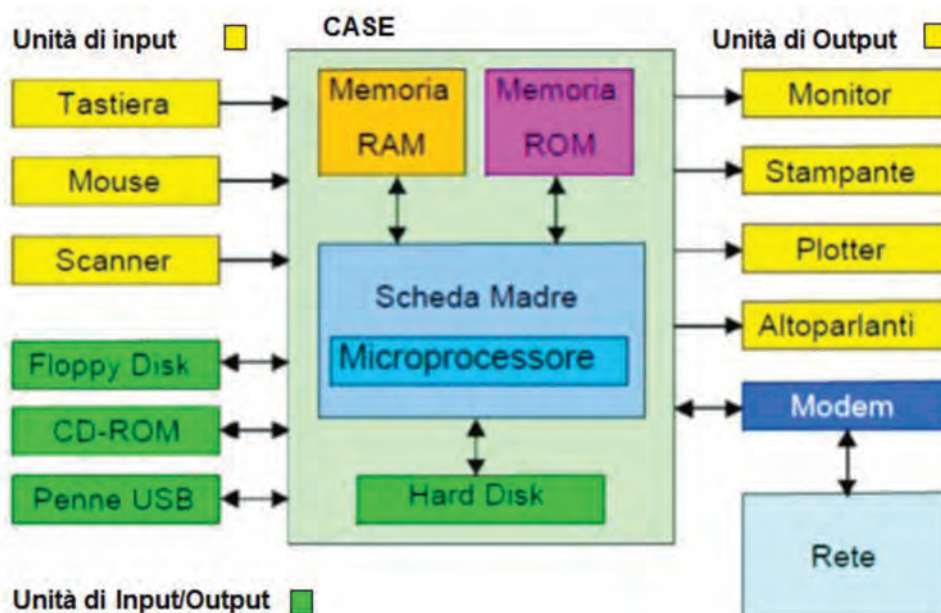 Unità di input
CASE
Unità di Output
Tastiera
Mouse
Scanner
Floppy Disk
CD-ROM
Penne USB
Memoria
RAM
Memoria
ROM
Scheda Madre
Microprocessore
Hard Disk
Monitor
Stampante
Plotter
Altoparlanti
Modem
Rete
Unità di Input/Output